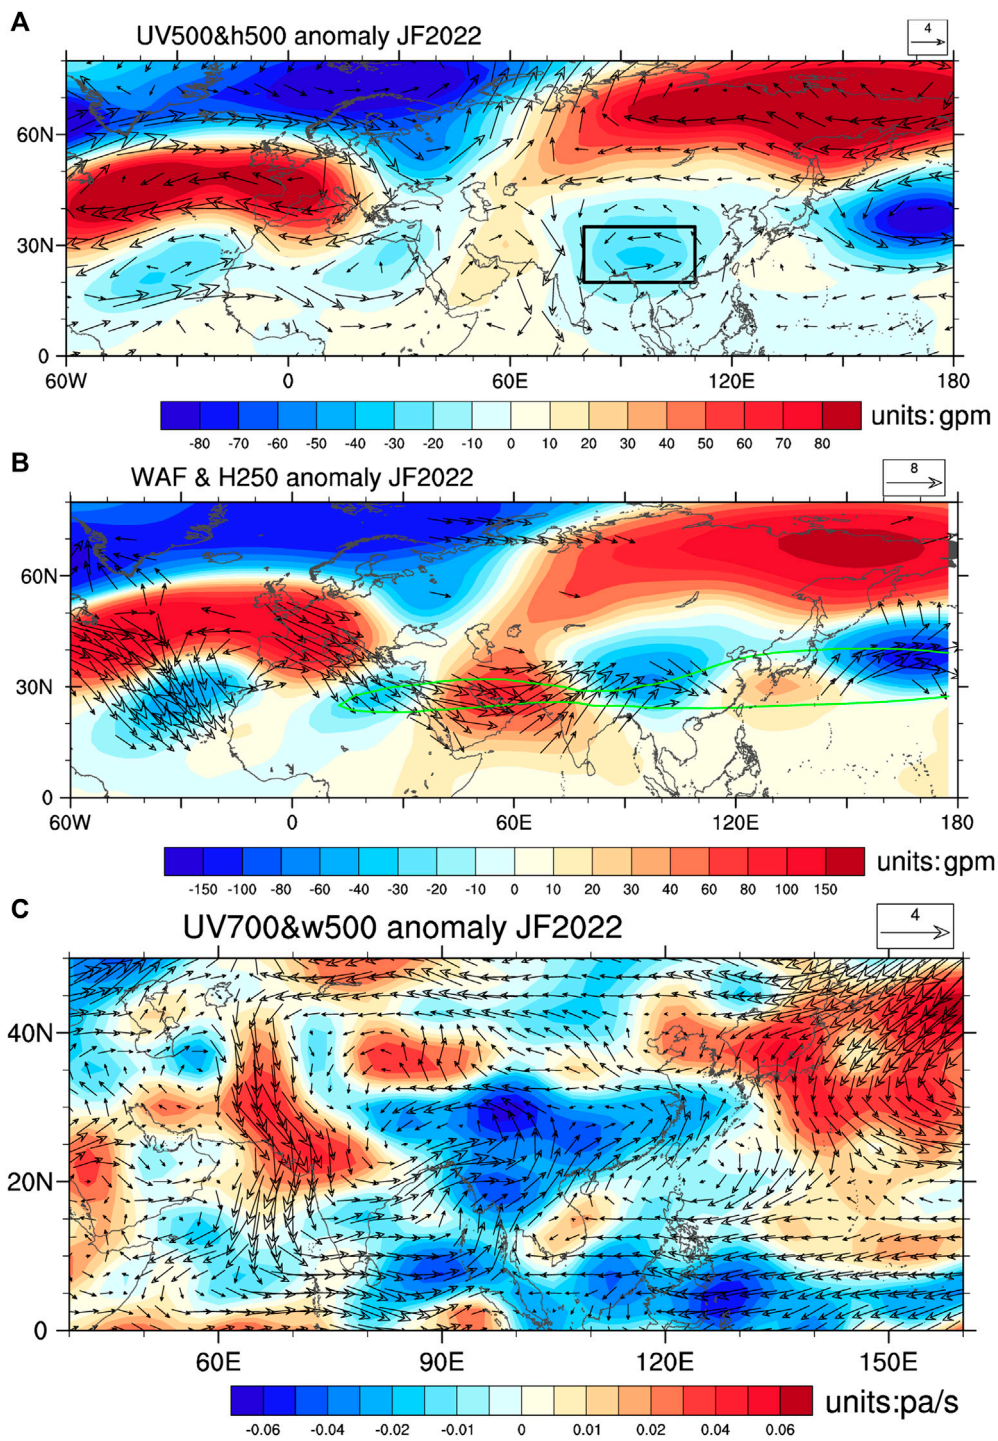 A
UV500&h500 anomaly JF2022
4
60N
30N
0
60W 0 60E 120E 180
-80 -70 -60 -50 -40 -30 -20 -10 0 10 20 30 40 50 60 70 80
units: gpm
B
WAF & H250 anomaly JF2022
8
60N
30N
0
60W 0 60E 120E 180
-150 -100 -80 -60 -40 -30 -20 -10 0 10 20 30 40 60 80 100 150
units: gpm
C
UV700&w500 anomaly JF2022
4
40N
20N
0
60E 90E 120E 150E
-0.06 -0.04 -0.02 -0.01 0 0.01 0.02 0.04 0.06
units:pa/s